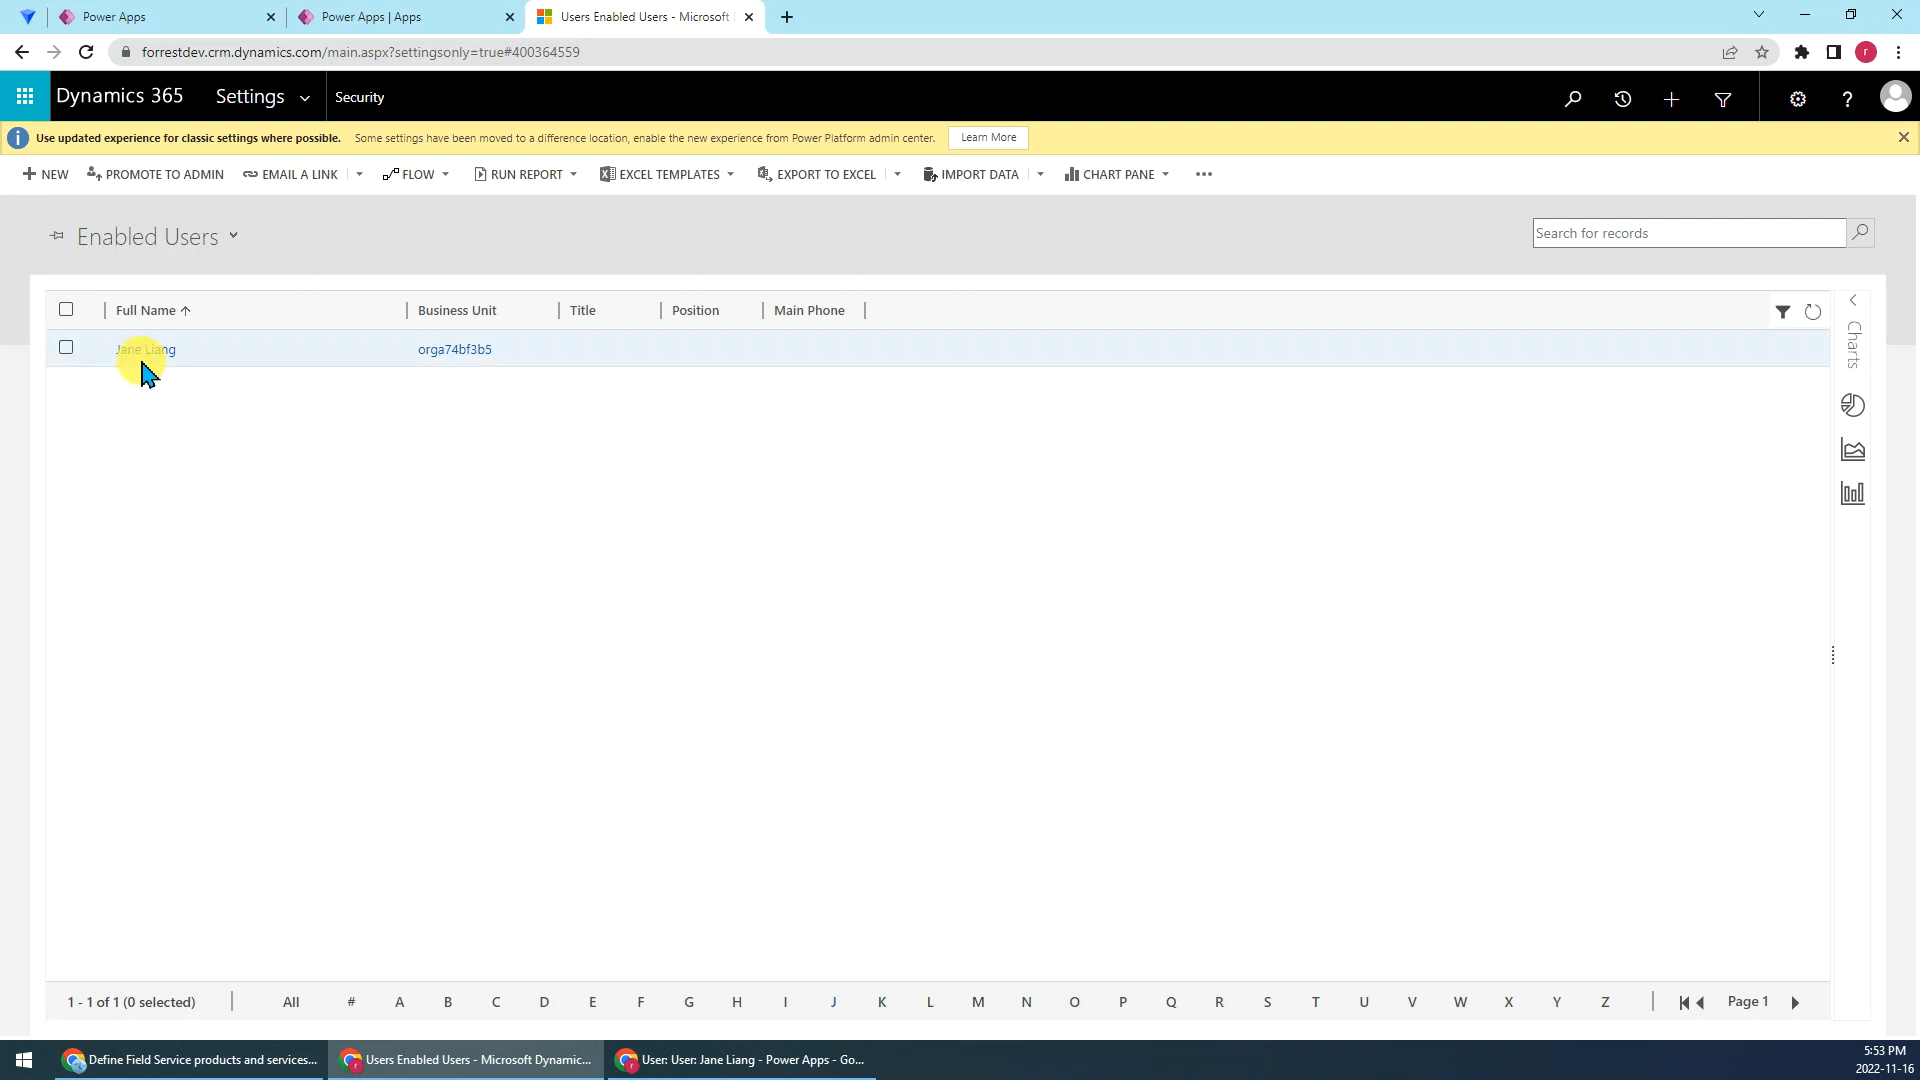 Power Apps
Power Apps | Apps
Users Enabled Users - Microsoft
forrestdev.crm.dynamics.com/main.aspx?settingsonly=true#400364559
r
Dynamics 365
Settings
Security
?
Use updated experience for classic settings where possible. Some settings have been moved to a difference location, enable the new experience from Power Platform admin center. Learn More
NEW PROMOTE TO ADMIN EMAIL A LINK FLOW RUN REPORT EXCEL TEMPLATES EXPORT TO EXCEL IMPORT DATA CHART PANE
Enabled Users
Search for records
Full Name Business Unit Title Position Main Phone
Jane Liang orga74bf3b5
Charts
1 - 1 of 1 (0 selected) All # A B C D E F G H I J K L M N O P Q R S T U V W X Y Z Page 1
Define Field Service products and services...
Users Enabled Users - Microsoft Dynamic...
User: User: Jane Liang - Power Apps - Go...
5:53 PM
2022-11-16